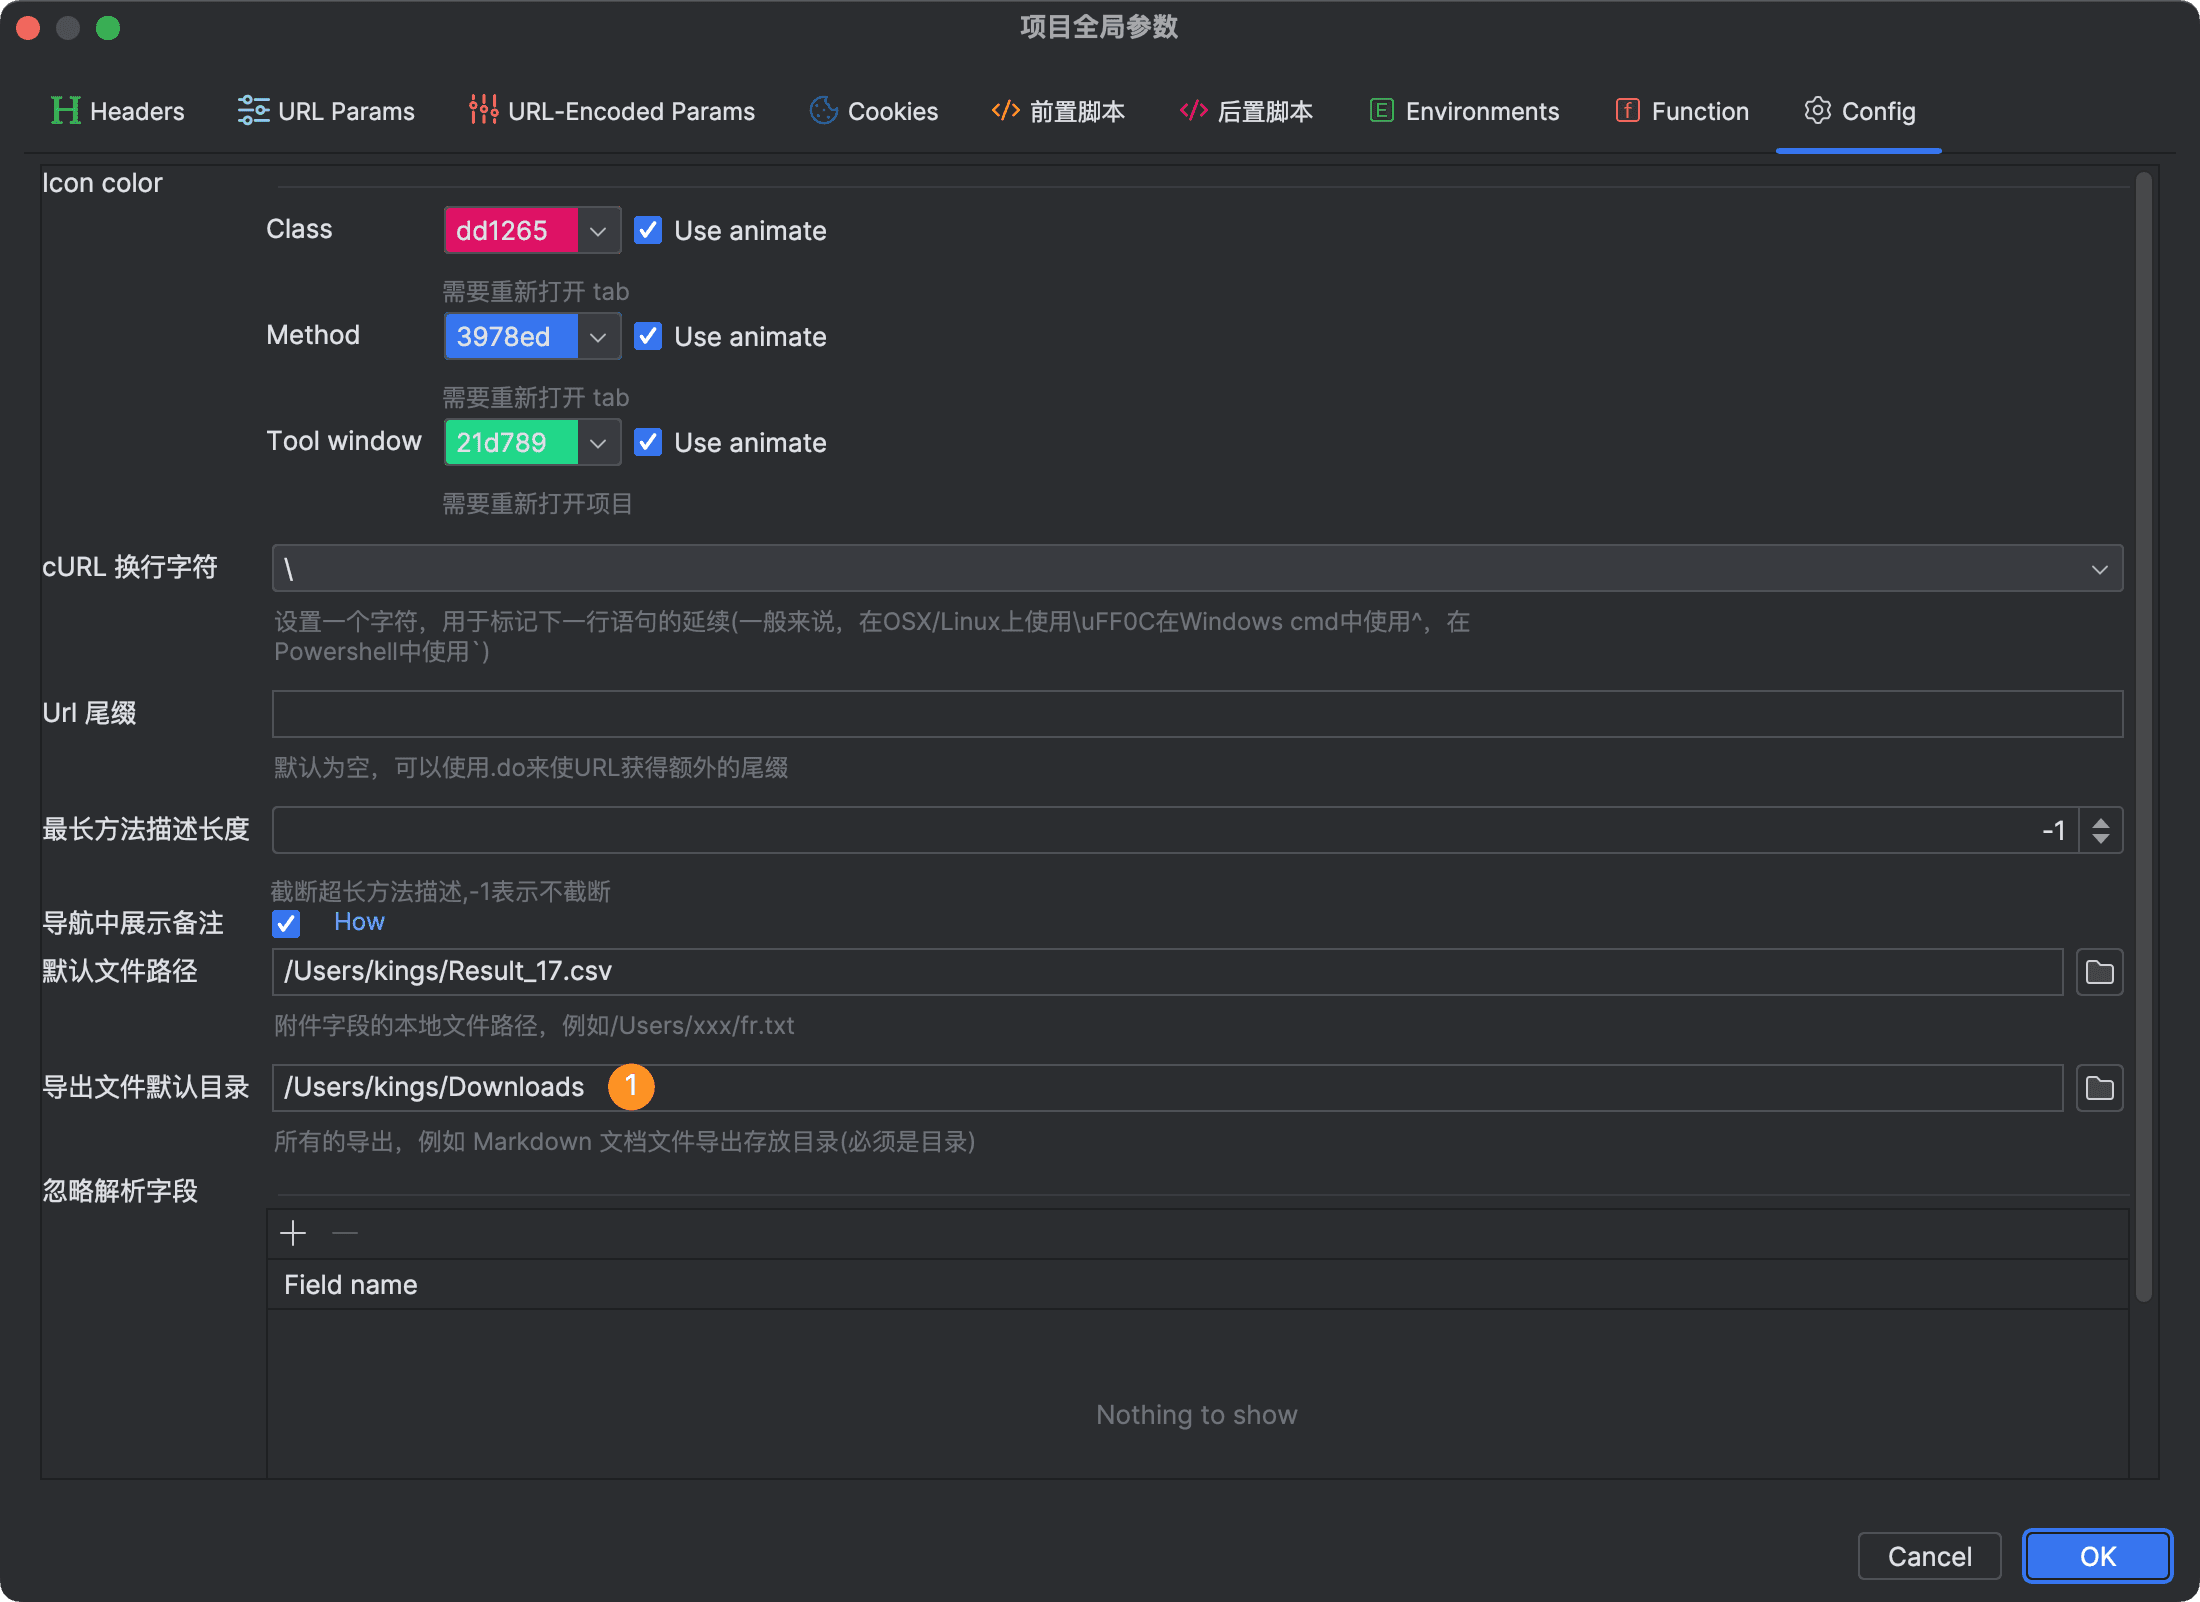 项目全局参数
Headers URL Params URL-Encoded Params Cookies 前置脚本 后置脚本 Environments Function Config
Icon color
Class dd1265 Use animate
需要重新打开 tab
Method 3978ed Use animate
需要重新打开 tab
Tool window 21d789 Use animate
需要重新打开项目
cURL 换行字符 \
设置一个字符，用于标记下一行语句的延续(一般来说，在OSX/Linux上使用\uFF0C在Windows cmd中使用^，在
Powershell中使用`)
Url 尾缀
默认为空，可以使用.do来使URL获得额外的尾缀
最长方法描述长度 -1
截断超长方法描述,-1表示不截断
导航中展示备注 How
默认文件路径 /Users/kings/Result_17.csv
附件字段的本地文件路径，例如/Users/xxx/fr.txt
导出文件默认目录 /Users/kings/Downloads 1
所有的导出，例如 Markdown 文档文件导出存放目录(必须是目录)
忽略解析字段
Field name
Nothing to show
Cancel OK